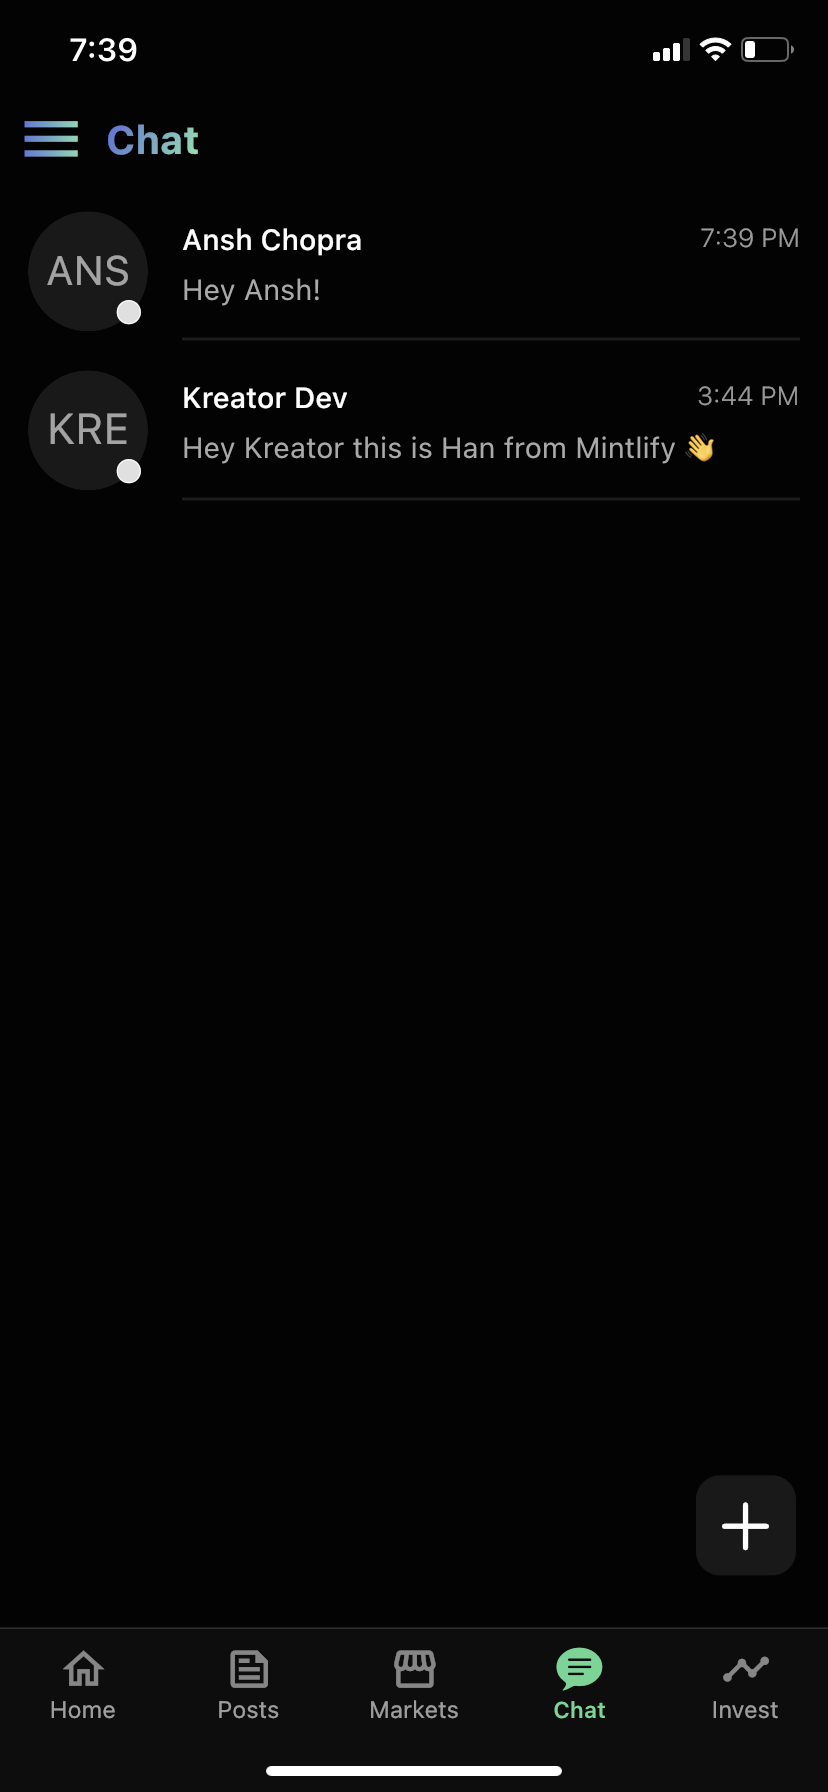 7:39
Chat
ANS
Ansh Chopra
7:39 PM
Hey Ansh!
KRE
Kreator Dev
3:44 PM
Hey Kreator this is Han from Mintlify 👋
Home
Posts
Markets
Chat
Invest